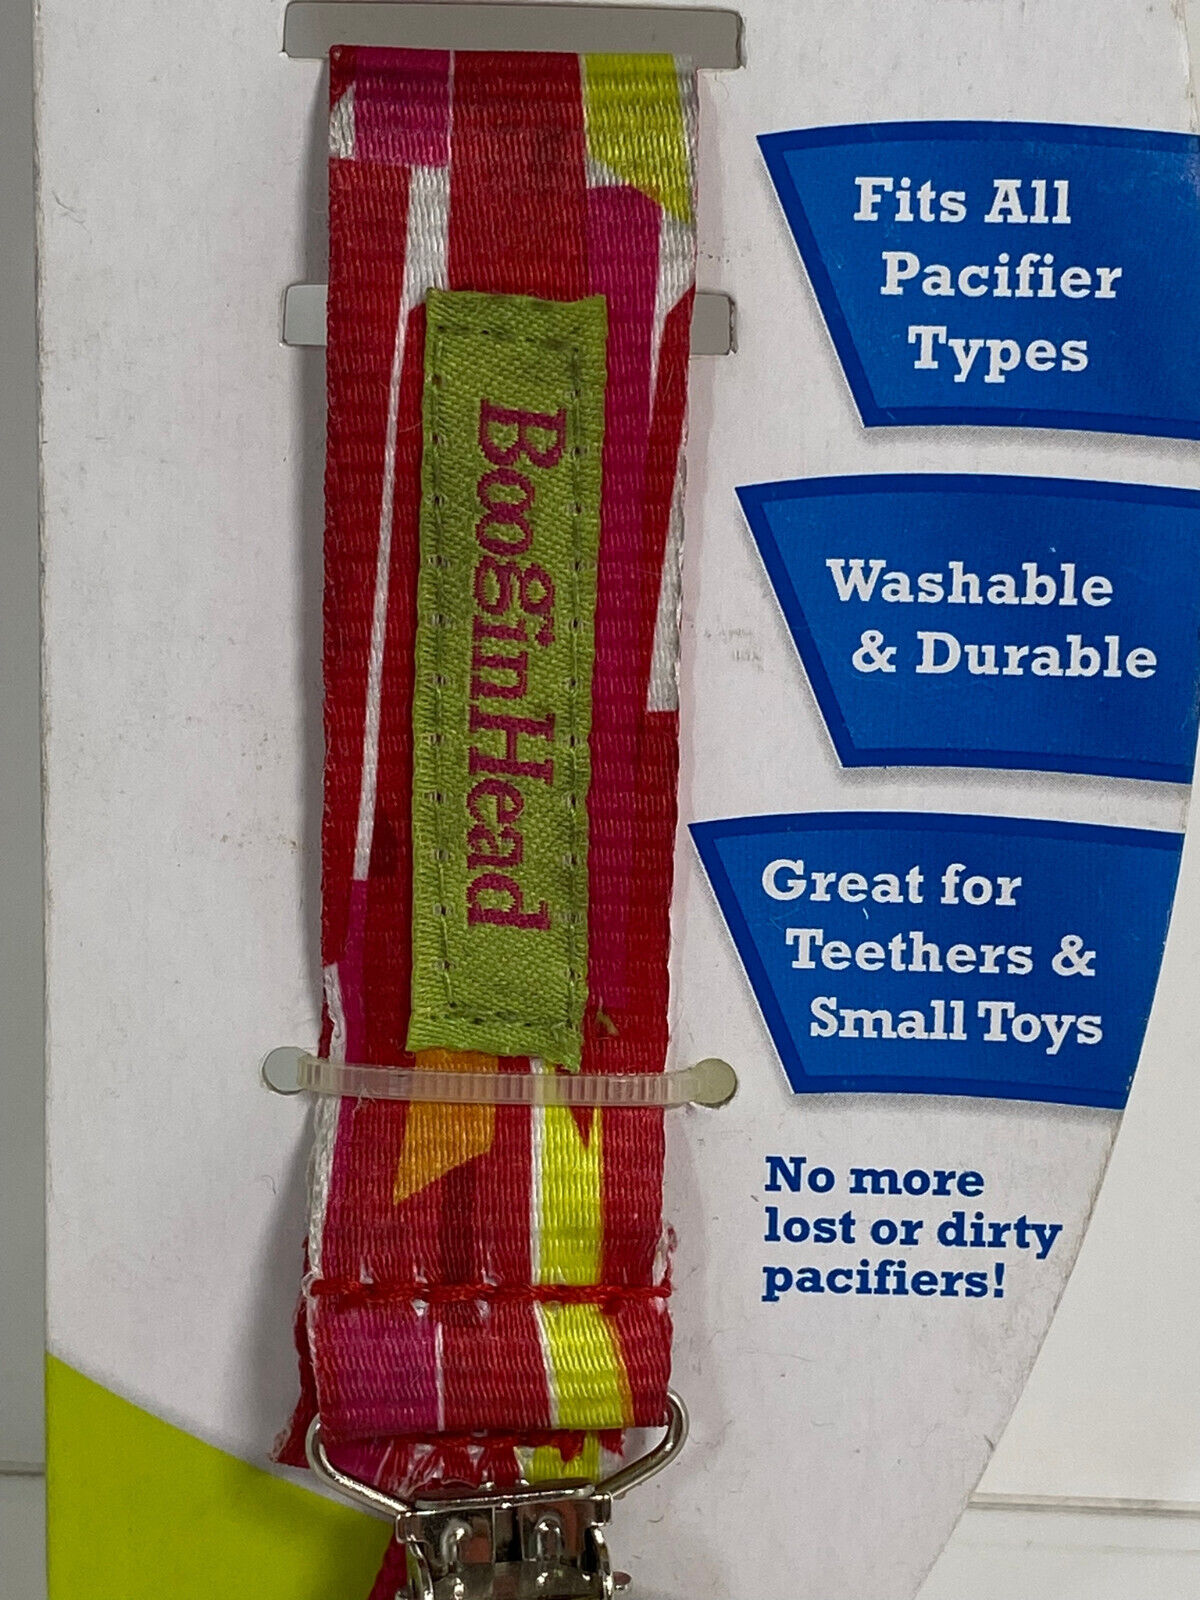 BooginHead
Fits All
Pacifier
Types
Washable
& Durable
Great for
Teethers &
Small Toys
No more
lost or dirty
pacifiers!